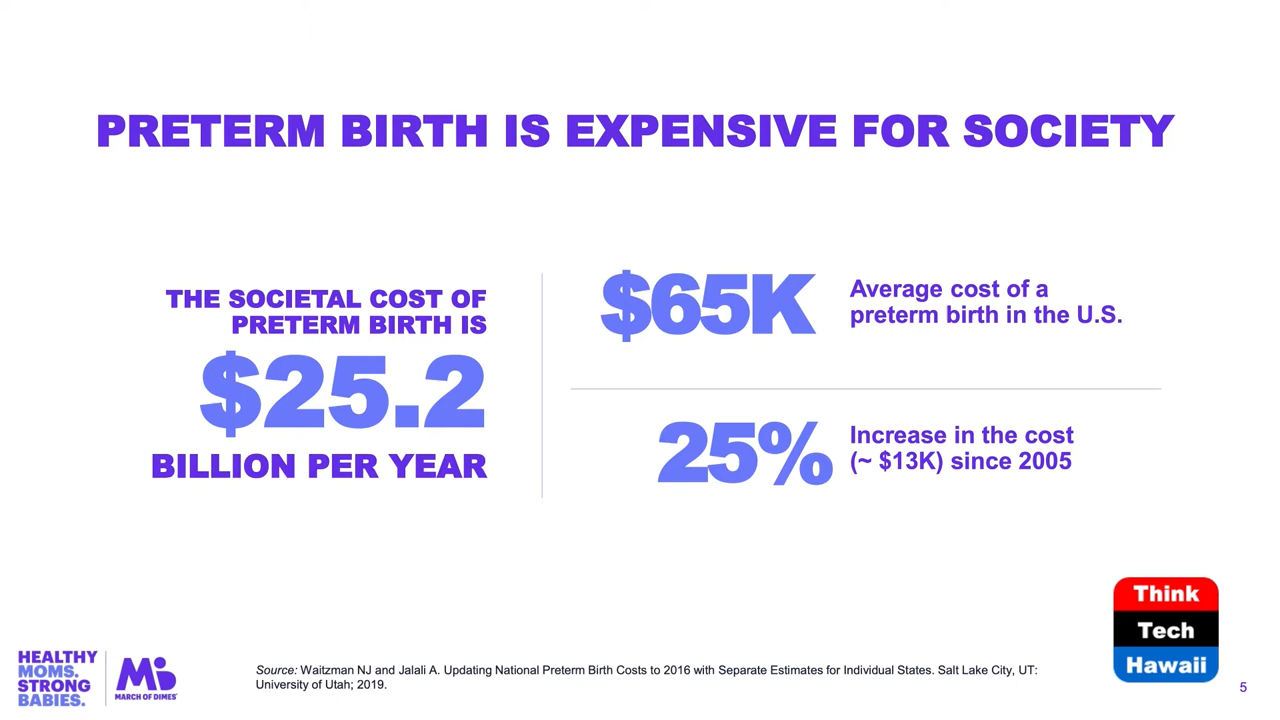 PRETERM BIRTH IS EXPENSIVE FOR SOCIETY
THE SOCIETAL COST OF
PRETERM BIRTH IS
$25.2
BILLION PER YEAR
$65K
Average cost of a
preterm birth in the U.S.
25%
Increase in the cost
(~ $13K) since 2005
Think
Tech
Hawaii
HEALTHY
MOMS.
STRONG
BABIES.
MARCH OF DIMES
Source: Waitzman NJ and Jalali A. Updating National Preterm Birth Costs to 2016 with Separate Estimates for Individual States. Salt Lake City, UT:
University of Utah; 2019.
5